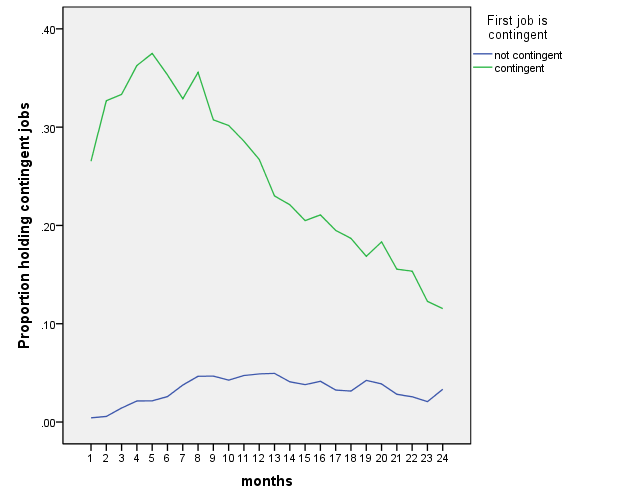 First job is
contingent
not contingent
contingent
Proportion holding contingent jobs
.40
.30
.20
.10
.00
1 2 3 4 5 6 7 8 9 10 11 12 13 14 15 16 17 18 19 20 21 22 23 24
months